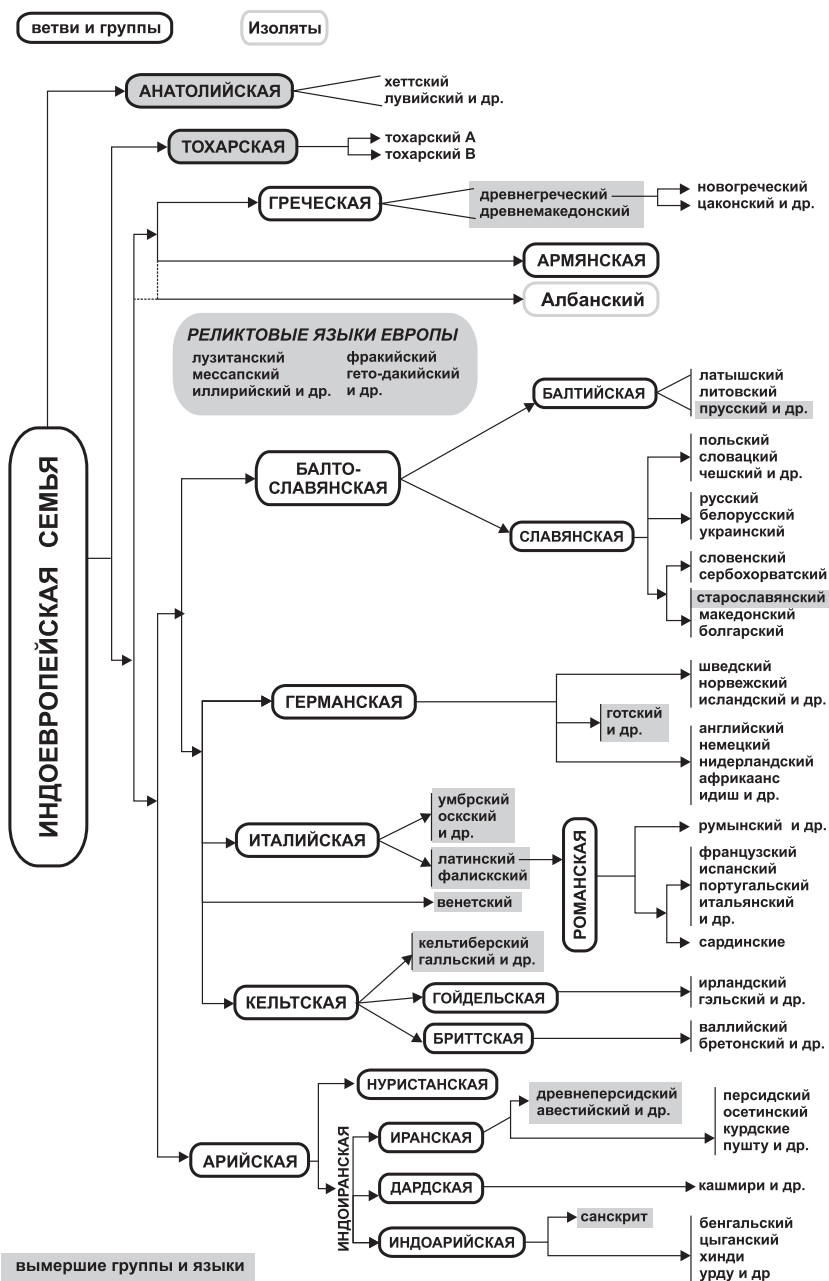 ветви и группы
Изоляты
АНАТОЛИЙСКАЯ
хеттский
лувийский и др.
ТОХАРСКАЯ
тохарский А
тохарский В
ГРЕЧЕСКАЯ
древнегреческий
древнемакедонский
новогреческий
цаконский и др.
АРМЯНСКАЯ
Албанский
РЕЛИКТОВЫЕ ЯЗЫКИ ЕВРОПЫ
лузитанский
мессапский
иллирийский и др.
фракийский
гето-дакийский
и др.
ИНДОЕВРОПЕЙСКАЯ СЕМЬЯ
БАЛТО-
СЛАВЯНСКАЯ
БАЛТИЙСКАЯ
латышский
литовский
прусский и др.
СЛАВЯНСКАЯ
польский
словацкий
чешский и др.
русский
белорусский
украинский
словенский
сербохорватский
старославянский
македонский
болгарский
ГЕРМАНСКАЯ
шведский
норвежский
исландский и др.
готский
и др.
английский
немецкий
нидерландский
африкаанс
идиш и др.
ИТАЛИЙСКАЯ
умбрский
оскский
и др.
латинский
фалискский
венетский
РОМАНСКАЯ
румынский и др.
французский
испанский
португальский
итальянский
и др.
сардинские
КЕЛЬТСКАЯ
кельтиберский
галльский и др.
ГОЙДЕЛЬСКАЯ
ирландский
гэльский и др.
БРИТТСКАЯ
валлийский
бретонский и др.
АРИЙСКАЯ
НУРИСТАНСКАЯ
ИНДОИРАНСКАЯ
ИРАНСКАЯ
древнеперсидский
авестийский и др.
персидский
осетинский
курдские
пушту и др.
ДАРДСКАЯ
кашмири и др.
ИНДОАРИЙСКАЯ
санскрит
бенгальский
цыганский
хинди
урду и др
вымершие группы и языки